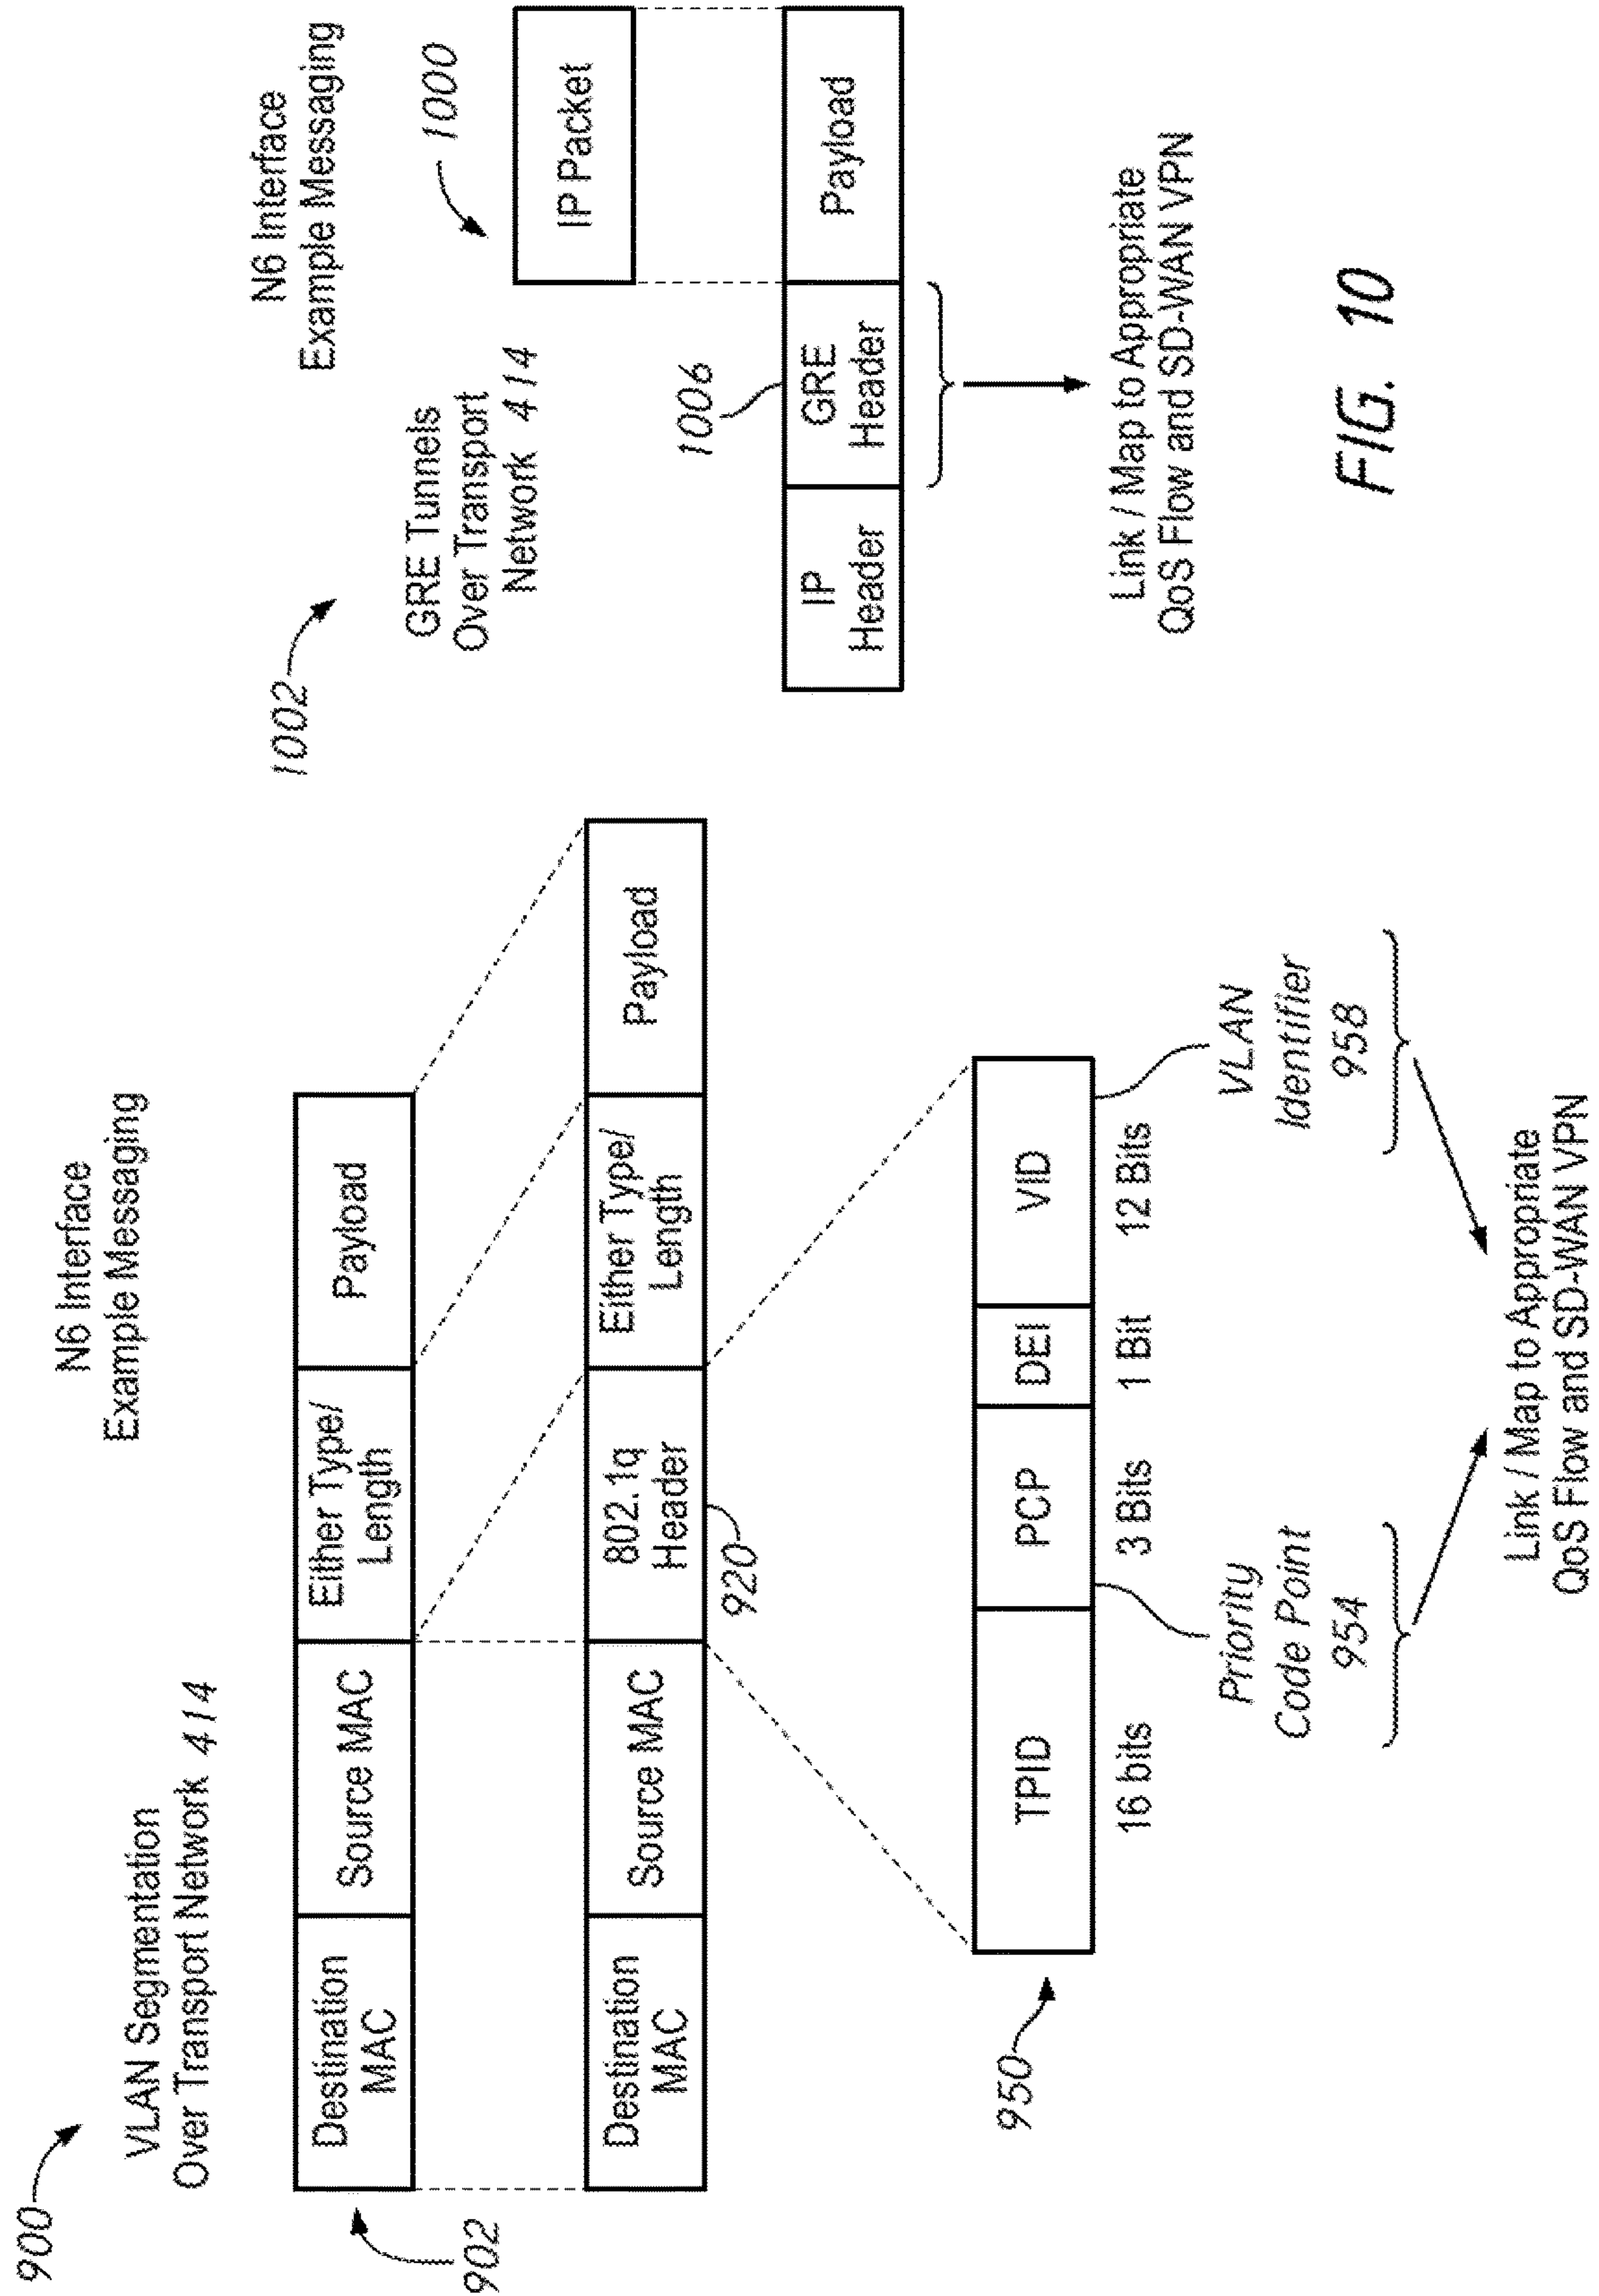 900
VLAN Segmentation
Over Transport Network 414
N6 Interface
Example Messaging
902
Destination
MAC
Source MAC
Either Type/
Length
Payload
Destination
MAC
Source MAC
802.1q
Header
Either Type/
Length
Payload
920
950
TPID
PCP
DEI
VID
16 bits
3 Bits
1 Bit
12 Bits
Priority
Code Point
954
VLAN
Identifier
958
Link / Map to Appropriate
QoS Flow and SD-WAN VPN
1002
GRE Tunnels
Over Transport
Network 414
N6 Interface
Example Messaging
1000
IP Packet
1006
IP
Header
GRE
Header
Payload
Link / Map to Appropriate
QoS Flow and SD-WAN VPN
FIG. 10